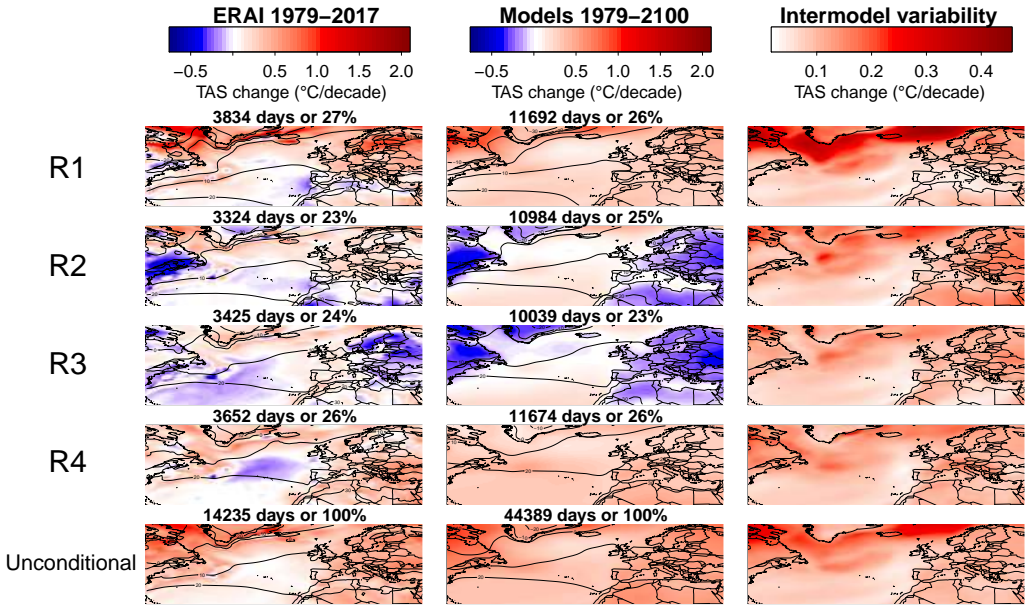 ERAI 1979−2017
Models 1979−2100
Intermodel variability
−0.5 0.5 1.0 1.5 2.0
−0.5 0.5 1.0 1.5 2.0
0.1 0.2 0.3 0.4
TAS change (°C/decade)
TAS change (°C/decade)
TAS change (°C/decade)
3834 days or 27%
11692 days or 26%
R1
3324 days or 23%
10984 days or 25%
R2
3425 days or 24%
10039 days or 23%
R3
3652 days or 26%
11674 days or 26%
R4
14235 days or 100%
44389 days or 100%
Unconditional